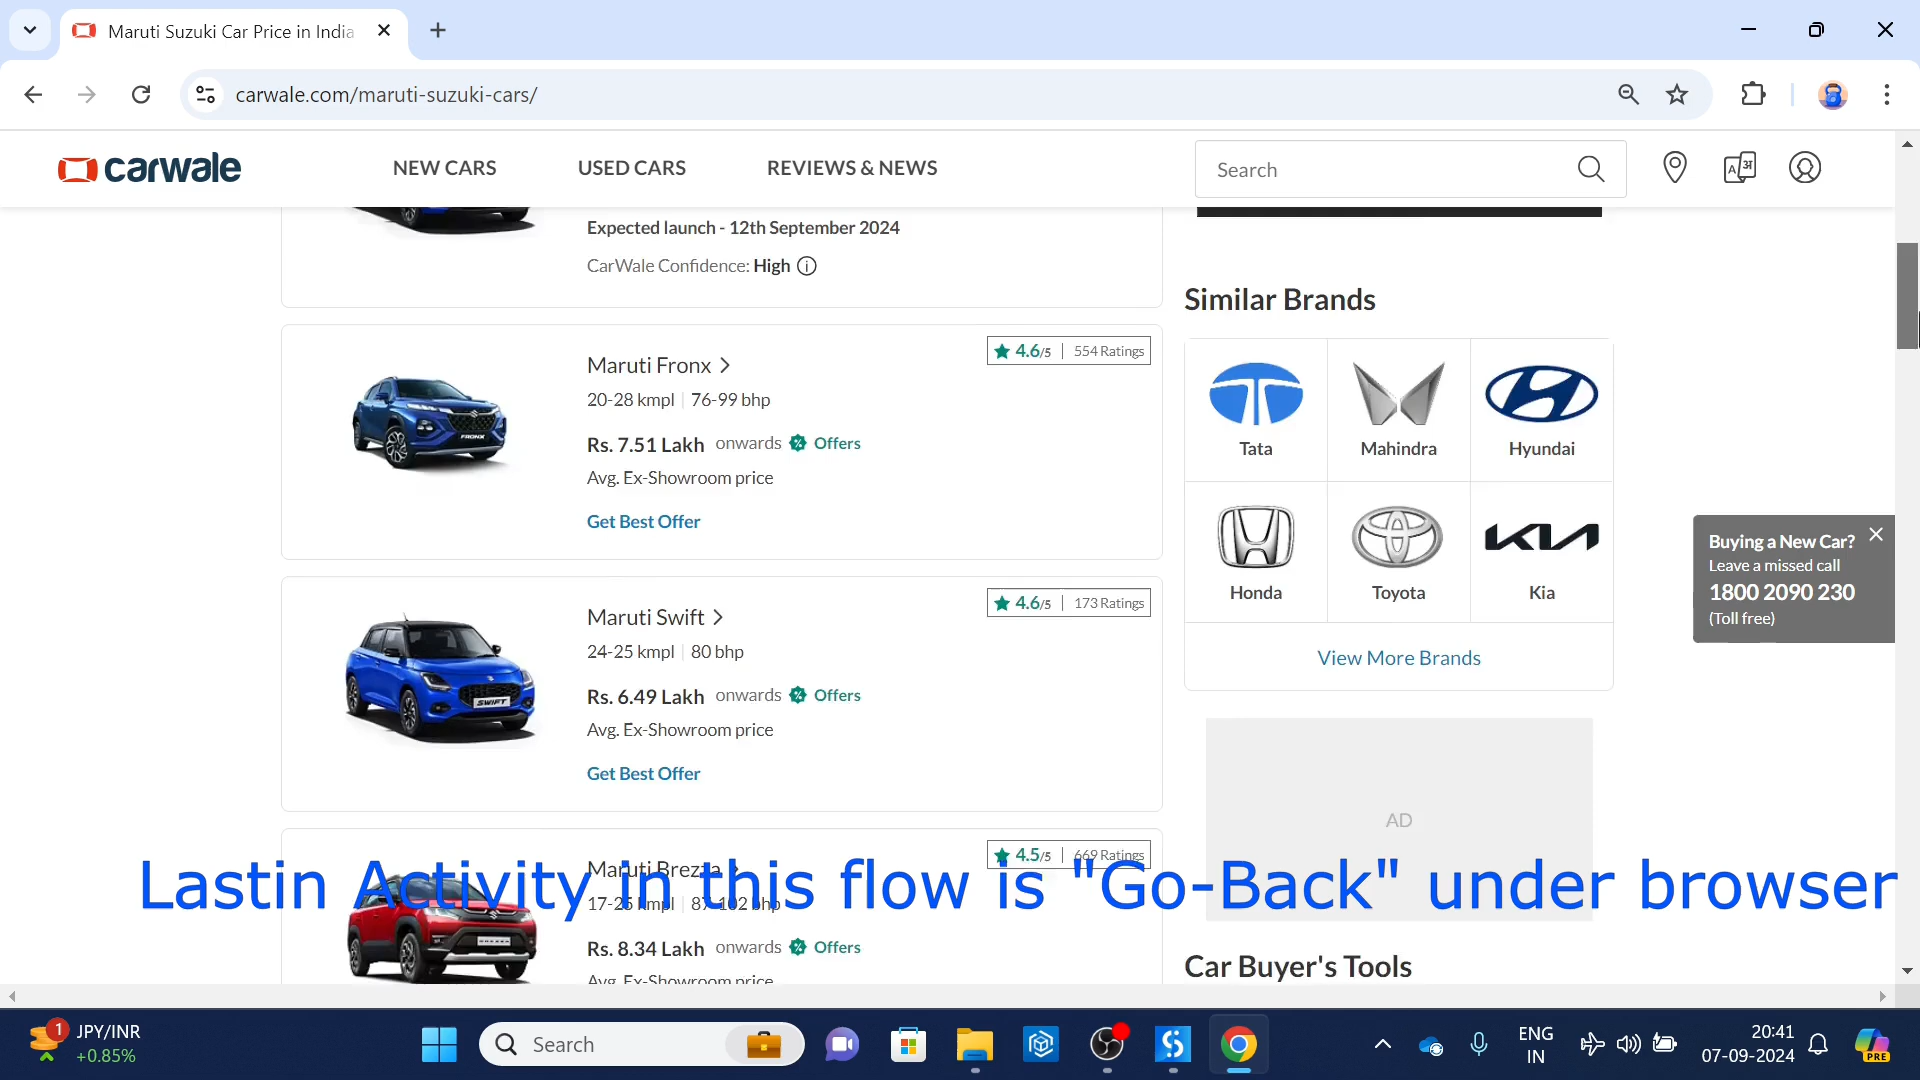 Maruti Suzuki Car Price in India
carwale.com/maruti-suzuki-cars/
carwale
NEW CARS
USED CARS
REVIEWS & NEWS
Search
Expected launch - 12th September 2024
CarWale Confidence: High
Maruti Fronx
4.6/5 | 554 Ratings
20-28 kmpl | 76-99 bhp
Rs. 7.51 Lakh onwards Offers
Avg. Ex-Showroom price
Get Best Offer
FRONX
Maruti Swift
4.6/5 | 173 Ratings
24-25 kmpl | 80 bhp
Rs. 6.49 Lakh onwards Offers
Avg. Ex-Showroom price
Get Best Offer
SWIFT
Maruti Brezza
4.5/5 | 669 Ratings
17-25 kmpl | 87-102 bhp
Rs. 8.34 Lakh onwards Offers
Avg. Ex-Showroom price
Similar Brands
Tata
Mahindra
Hyundai
Honda
Toyota
KIA
Kia
View More Brands
AD
Car Buyer's Tools
Buying a New Car?
Leave a missed call
1800 2090 230
(Toll free)
Lastin Activity in this flow is "Go-Back" under browser
1
JPY/INR
+0.85%
Search
ENG
IN
20:41
07-09-2024
PRE